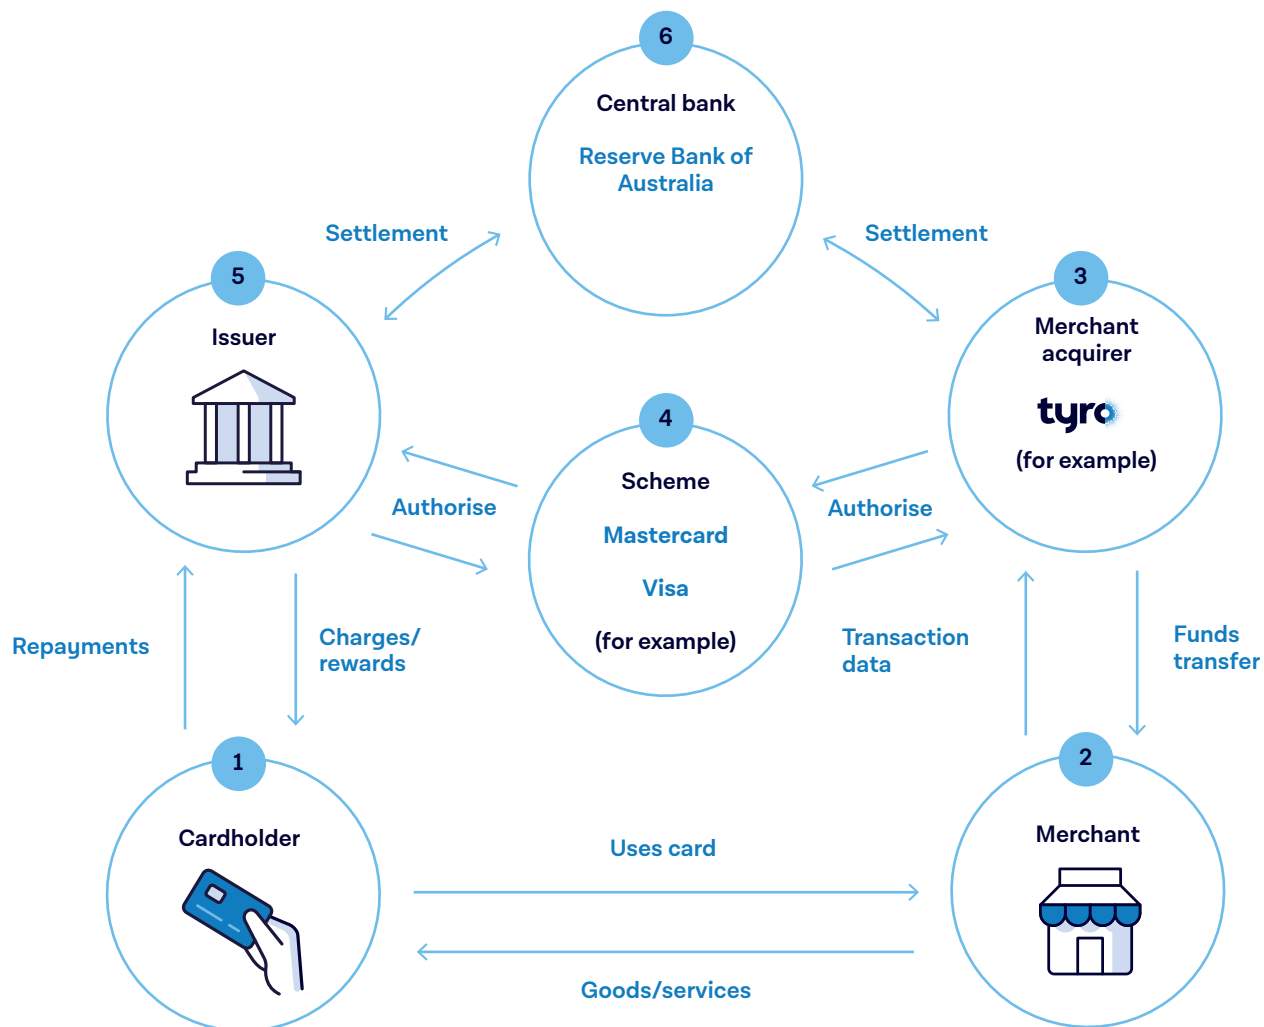 6
Central bank
Reserve Bank of
Australia
Settlement
Settlement
5
Issuer
3
Merchant
acquirer
tyro
(for example)
4
Scheme
Mastercard
Visa
(for example)
Authorise
Authorise
Repayments
Charges/
rewards
Transaction
data
Funds
transfer
1
Cardholder
2
Merchant
Uses card
Goods/services